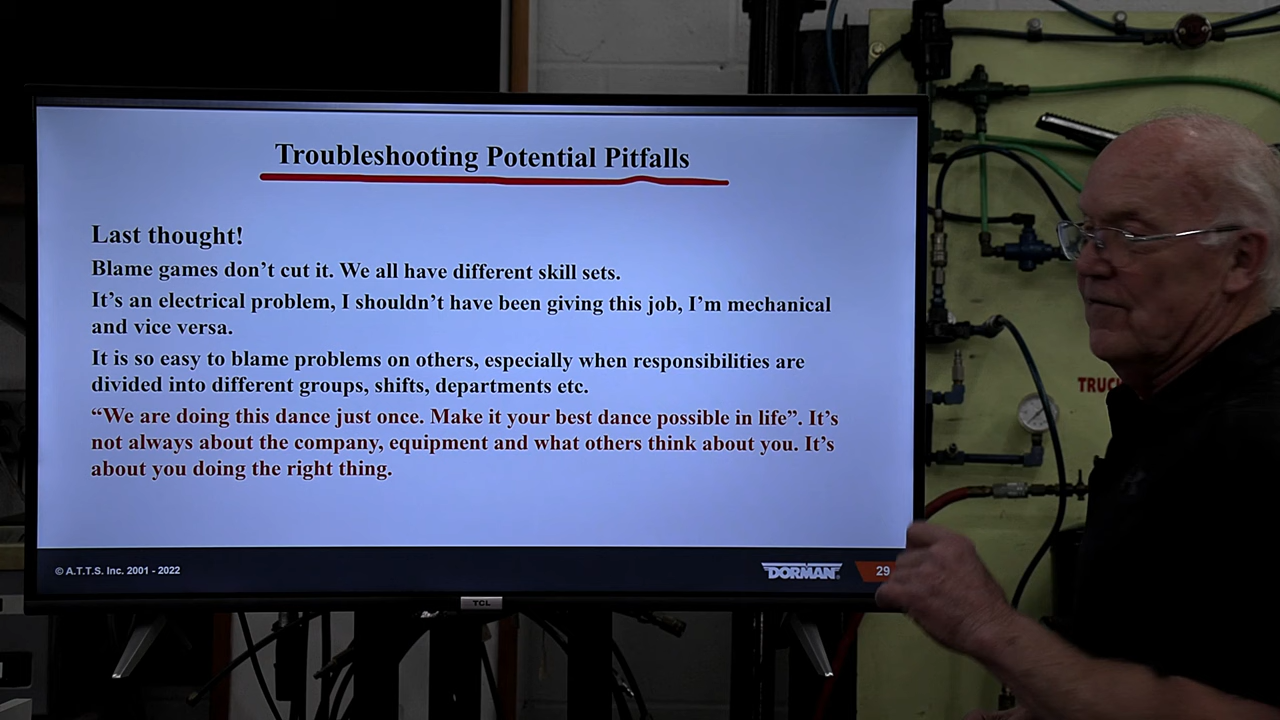 Troubleshooting Potential Pitfalls
Last thought!
Blame games don’t cut it. We all have different skill sets.
It’s an electrical problem, I shouldn’t have been giving this job, I’m mechanical
and vice versa.
It is so easy to blame problems on others, especially when responsibilities are
divided into different groups, shifts, departments etc.
“We are doing this dance just once. Make it your best dance possible in life”. It’s
not always about the company, equipment and what others think about you. It’s
about you doing the right thing.
© A.T.T.S. Inc. 2001 - 2022
DORMAN
29
TCL